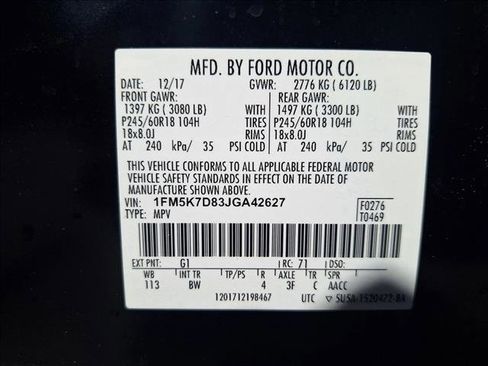 MFD. BY FORD MOTOR CO.
DATE: 12/17 GVWR: 2776 KG ( 6120 LB)
FRONT GAWR: REAR GAWR:
1397 KG ( 3080 LB) WITH 1497 KG ( 3300 LB) WITH
P245/60R18 104H TIRES P245/60R18 104H TIRES
18x8.0J RIMS 18x8.0J RIMS
AT 240 kPa/ 35 PSI COLD AT 240 kPa/ 35 PSI COLD
THIS VEHICLE CONFORMS TO ALL APPLICABLE FEDERAL MOTOR
VEHICLE SAFETY STANDARDS IN EFFECT ON THE DATE OF
MANUFACTURE SHOWN ABOVE.
VIN: 1FM5K7D83JGA42627 F0276
TYPE: MPV T0469
EXT PNT: G1 RC: 71 DSO:
WB INT TR TP/PS R AXLE TR SPR
113 BW 4 3F C AACC
1201712198467 UTC ▽ SU5A-1520472-BA